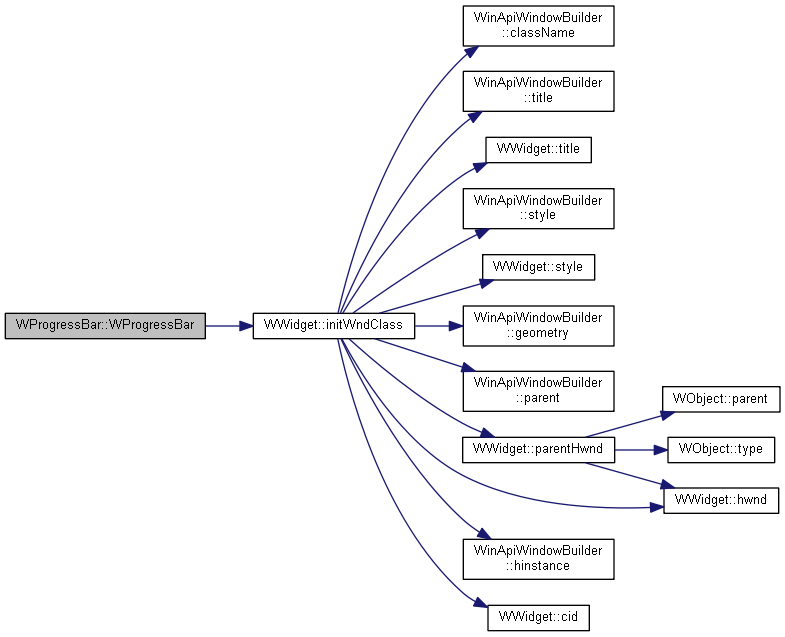 WinApiWindowBuilder
::className
WinApiWindowBuilder
::title
WWidget::title
WinApiWindowBuilder
::style
WWidget::style
WProgressBar::WProgressBar
WWidget::initWndClass
WinApiWindowBuilder
::geometry
WinApiWindowBuilder
::parent
WObject::parent
WWidget::parentHwnd
WObject::type
WWidget::hwnd
WinApiWindowBuilder
::hinstance
WWidget::cid